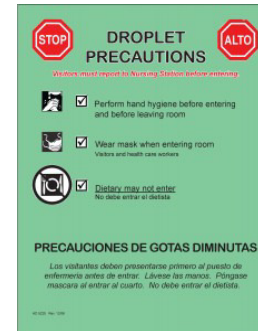 STOP
DROPLET
PRECAUTIONS
ALTO
Visitors must report to Nursing Station before entering.
Perform hand hygiene before entering
and before leaving room
Wear mask when entering room
Visitors and health care workers
Dietary may not enter
No debe entrar el dietista
PRECAUCIONES DE GOTAS DIMINUTAS
Los visitantes deben presentarse primero al puesto de
enfermeria antes de entrar. Lávese las manos. Póngase
mascara al entrar al cuarto. No debe entrar el dietista.